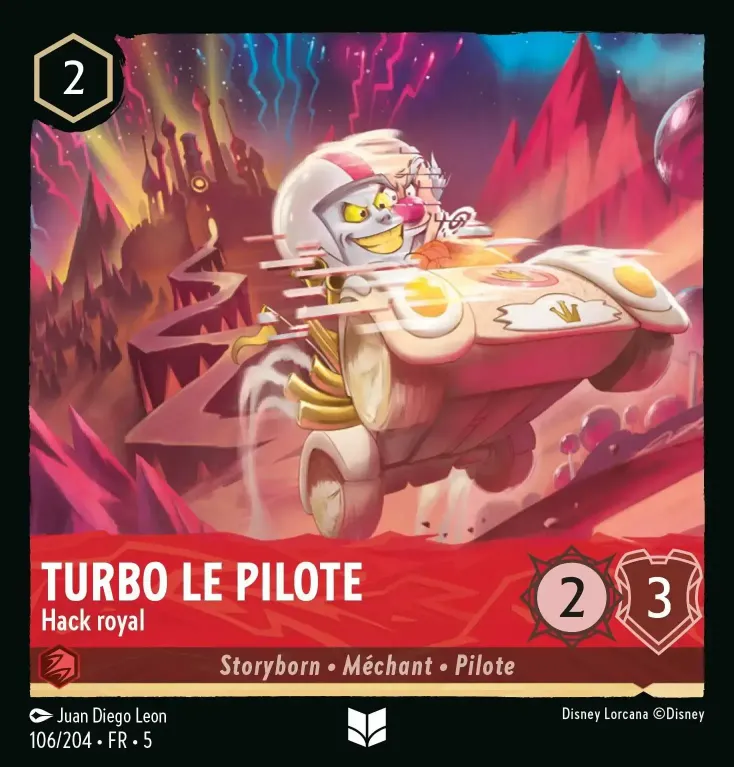 2
TURBO LE PILOTE
Hack royal
2
3
Storyborn • Méchant • Pilote
Juan Diego Leon
Disney Lorcana ©Disney
106/204 • FR • 5